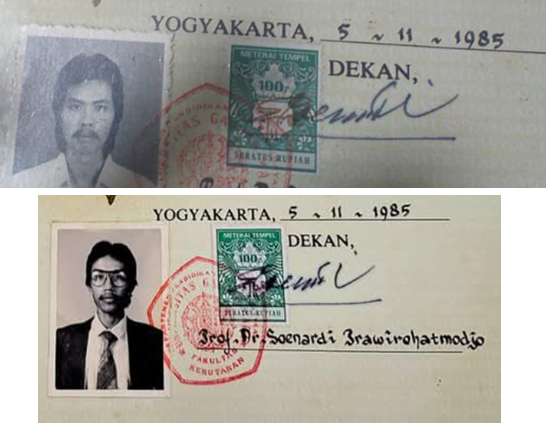 YOGYAKARTA, 5 ~ 11 ~ 1985
METERAI TEMPEL
DEKAN,
100
SERATUS RUPIAH
YOGYAKARTA, 5 ~ 11 ~ 1985
METERAI TEMPEL
DEKAN,
100
SERATUS RUPIAH
Prof. Dr. Soenardi Prawirohatmodjo
FAKULTAS
KEHUTANAN